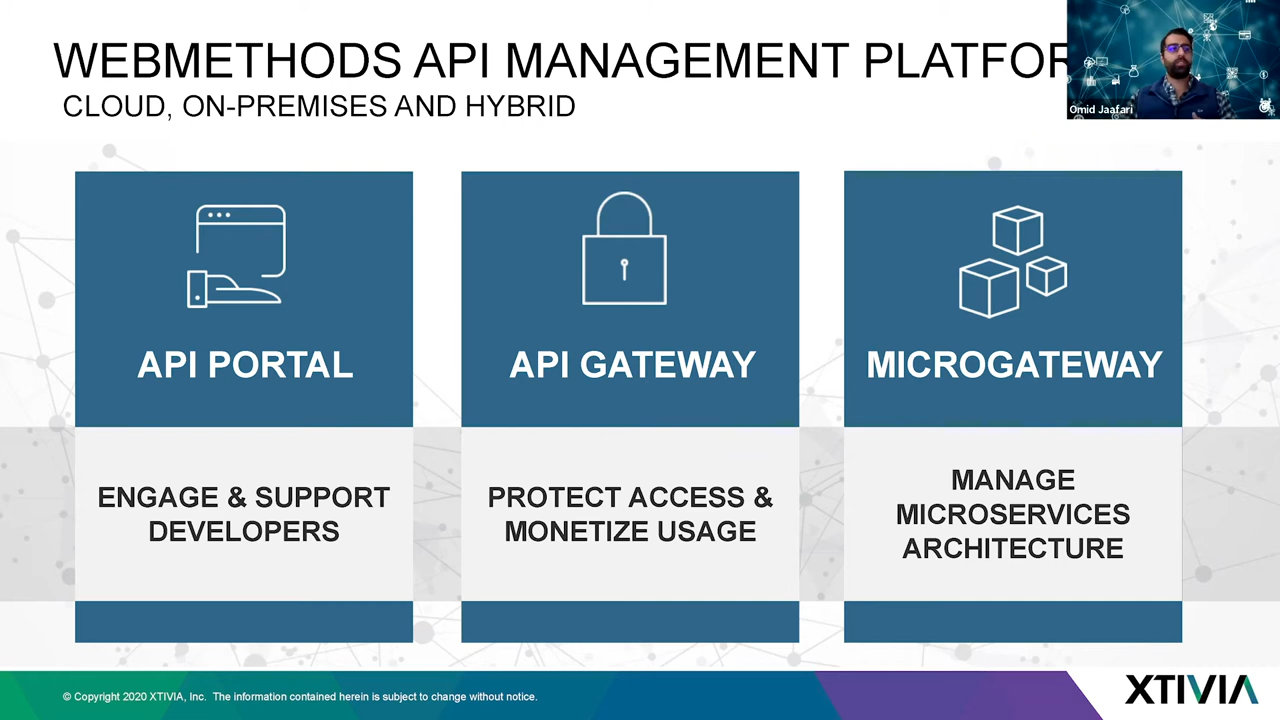 WEBMETHODS API MANAGEMENT PLATFOR
CLOUD, ON-PREMISES AND HYBRID
Omid Jaafari
API PORTAL
ENGAGE & SUPPORT
DEVELOPERS
API GATEWAY
PROTECT ACCESS &
MONETIZE USAGE
MICROGATEWAY
MANAGE
MICROSERVICES
ARCHITECTURE
© Copyright 2020 XTIVIA, Inc. The information contained herein is subject to change without notice.
XTIVIA